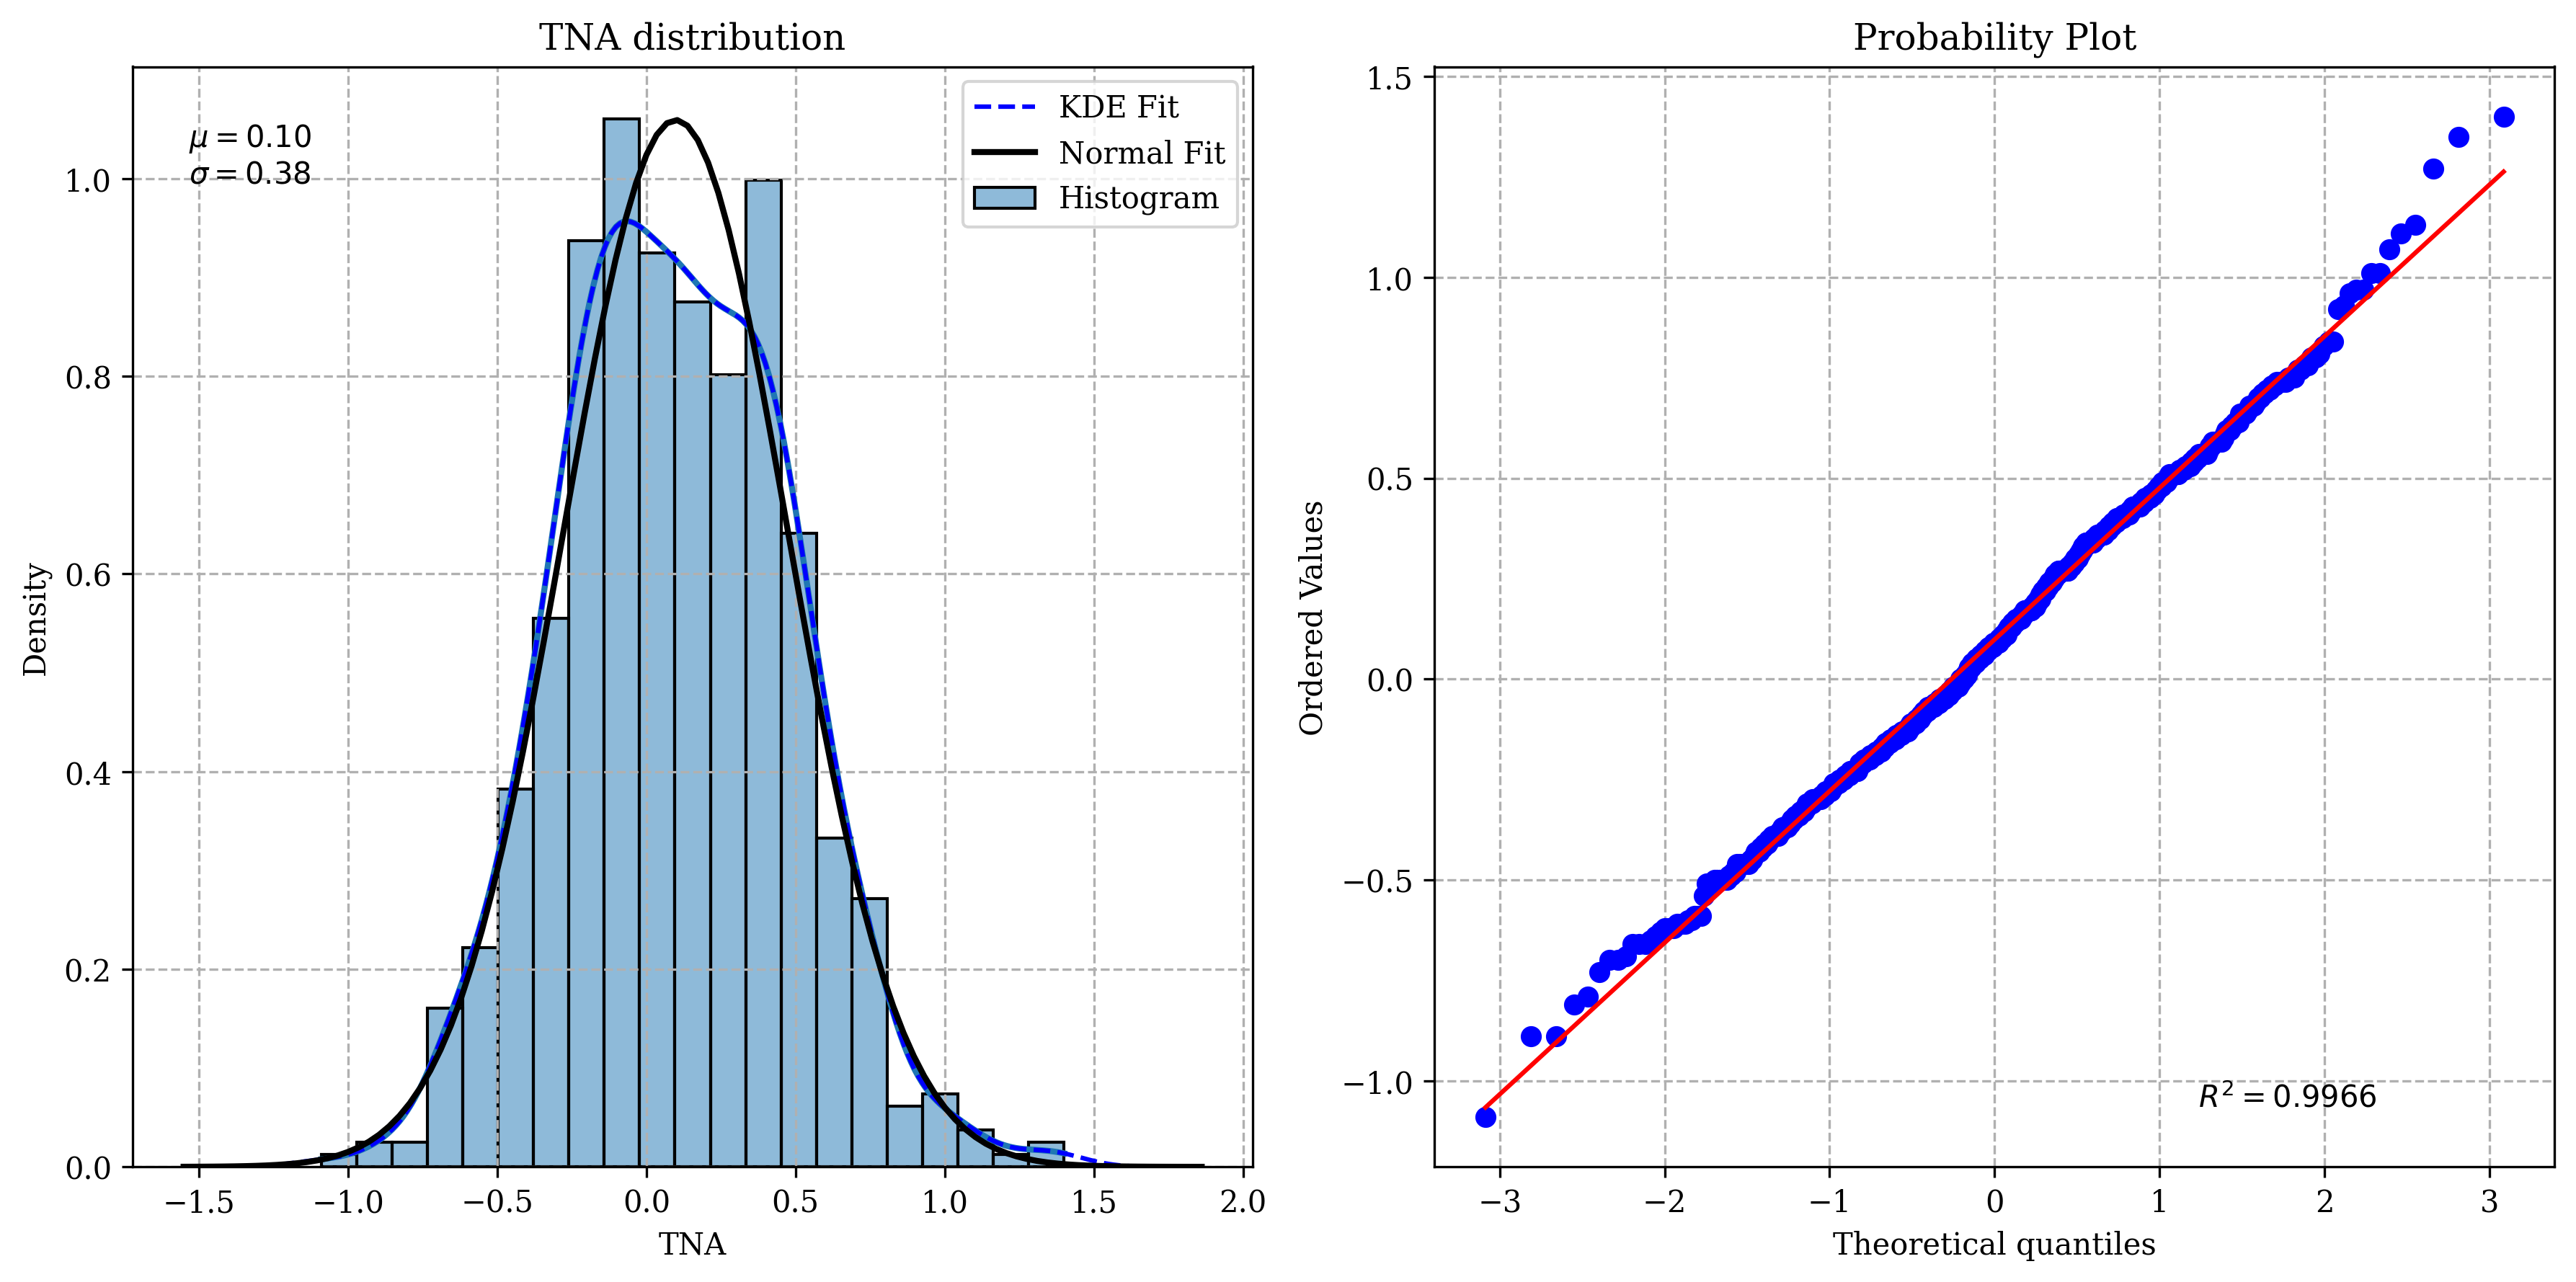 TNA distribution
μ = 0.10
σ = 0.38
KDE Fit
Normal Fit
Histogram
Density
1.0
0.8
0.6
0.4
0.2
0.0
−1.5 −1.0 −0.5 0.0 0.5 1.0 1.5 2.0
TNA
Probability Plot
Ordered Values
1.5
1.0
0.5
0.0
−0.5
−1.0
R² = 0.9966
−3 −2 −1 0 1 2 3
Theoretical quantiles